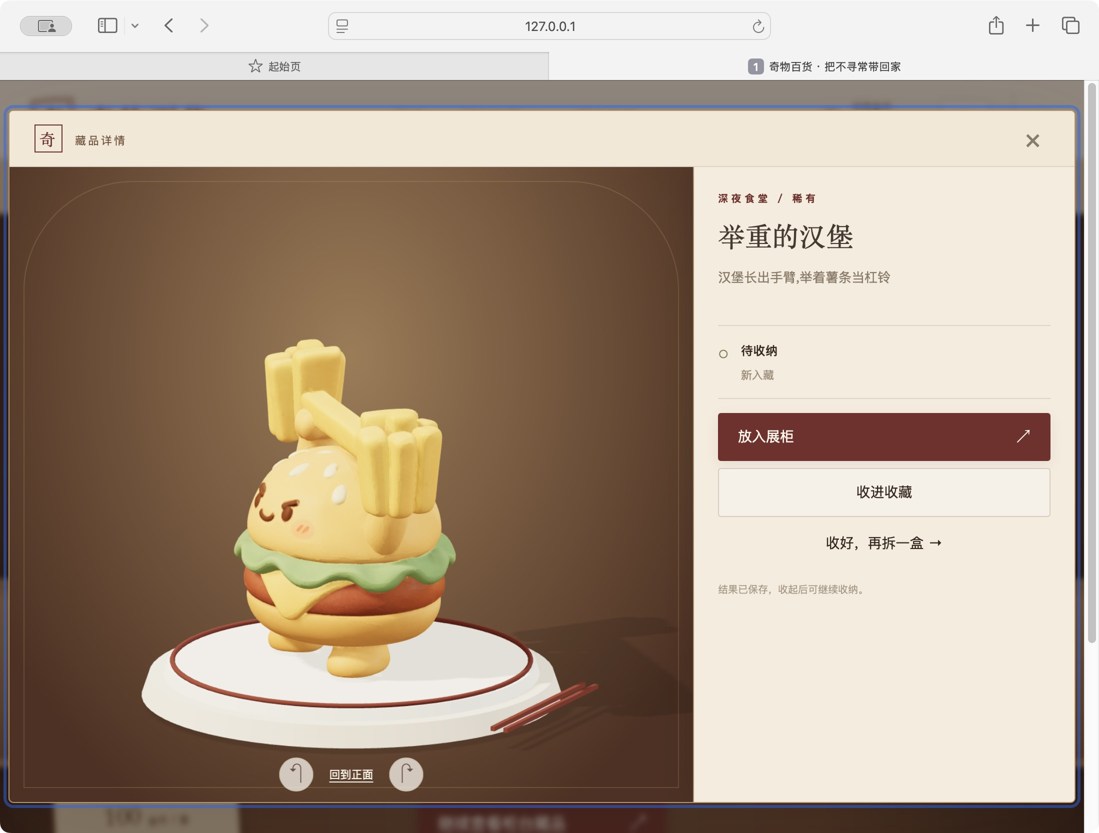 127.0.0.1
起始页
1 奇物百货 · 把不寻常带回家
奇 藏品详情
深夜食堂 / 稀有
举重的汉堡
汉堡长出手臂,举着薯条当杠铃
待收纳
新入藏
放入展柜
收进收藏
收好，再拆一盒 →
结果已保存，收起后可继续收纳。
回到正面
100